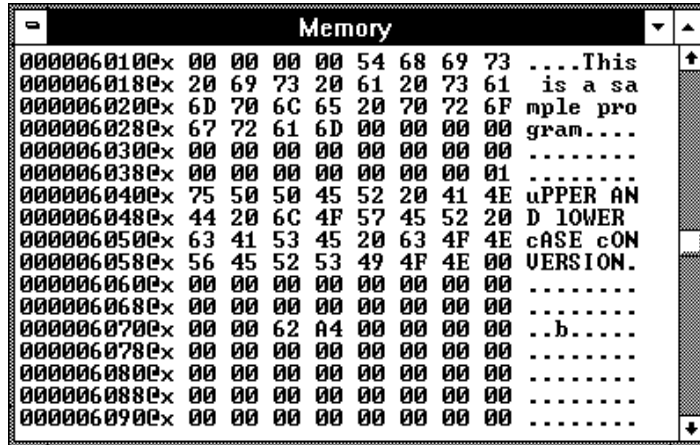 Memory
000006010@x 00 00 00 00 54 68 69 73 ....This
000006018@x 20 69 73 20 61 20 73 61  is a sa
000006020@x 6D 70 6C 65 20 70 72 6F mple pro
000006028@x 67 72 61 6D 00 00 00 00 gram....
000006030@x 00 00 00 00 00 00 00 00 ........
000006038@x 00 00 00 00 00 00 00 01 ........
000006040@x 75 50 50 45 52 20 41 4E uPPER AN
000006048@x 44 20 6C 4F 57 45 52 20 D lOWER
000006050@x 63 41 53 45 20 63 4F 4E cASE cON
000006058@x 56 45 52 53 49 4F 4E 00 VERSION.
000006060@x 00 00 00 00 00 00 00 00 ........
000006068@x 00 00 00 00 00 00 00 00 ........
000006070@x 00 00 62 A4 00 00 00 00 ..b.....
000006078@x 00 00 00 00 00 00 00 00 ........
000006080@x 00 00 00 00 00 00 00 00 ........
000006088@x 00 00 00 00 00 00 00 00 ........
000006090@x 00 00 00 00 00 00 00 00 ........